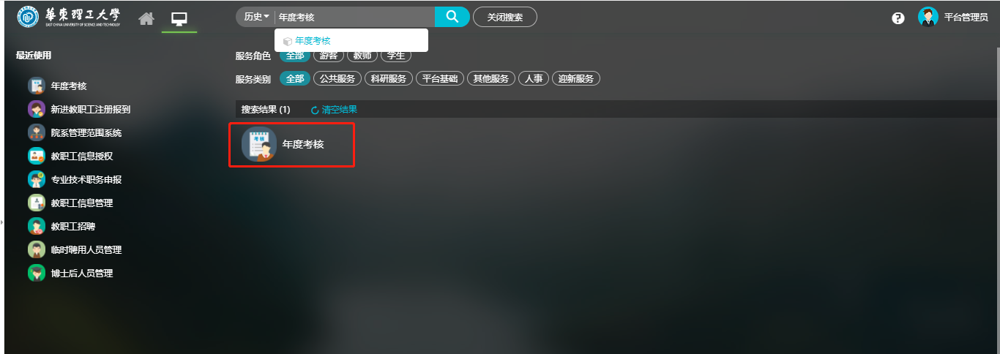 華東理工大學
EAST CHINA UNIVERSITY OF SCIENCE AND TECHNOLOGY
历史 年度考核
关闭搜索
平台管理员
年度考核
最近使用
服务角色 全部 游客 教师 学生
服务类别 全部 公共服务 科研服务 平台基础 其他服务 人事 迎新服务
搜索结果 (1) 清空结果
考核
年度考核
年度考核
新进教职工注册报到
院系管理范围系统
教职工信息授权
专业技术职务申报
教职工信息管理
教职工招聘
临时聘用人员管理
博士后人员管理